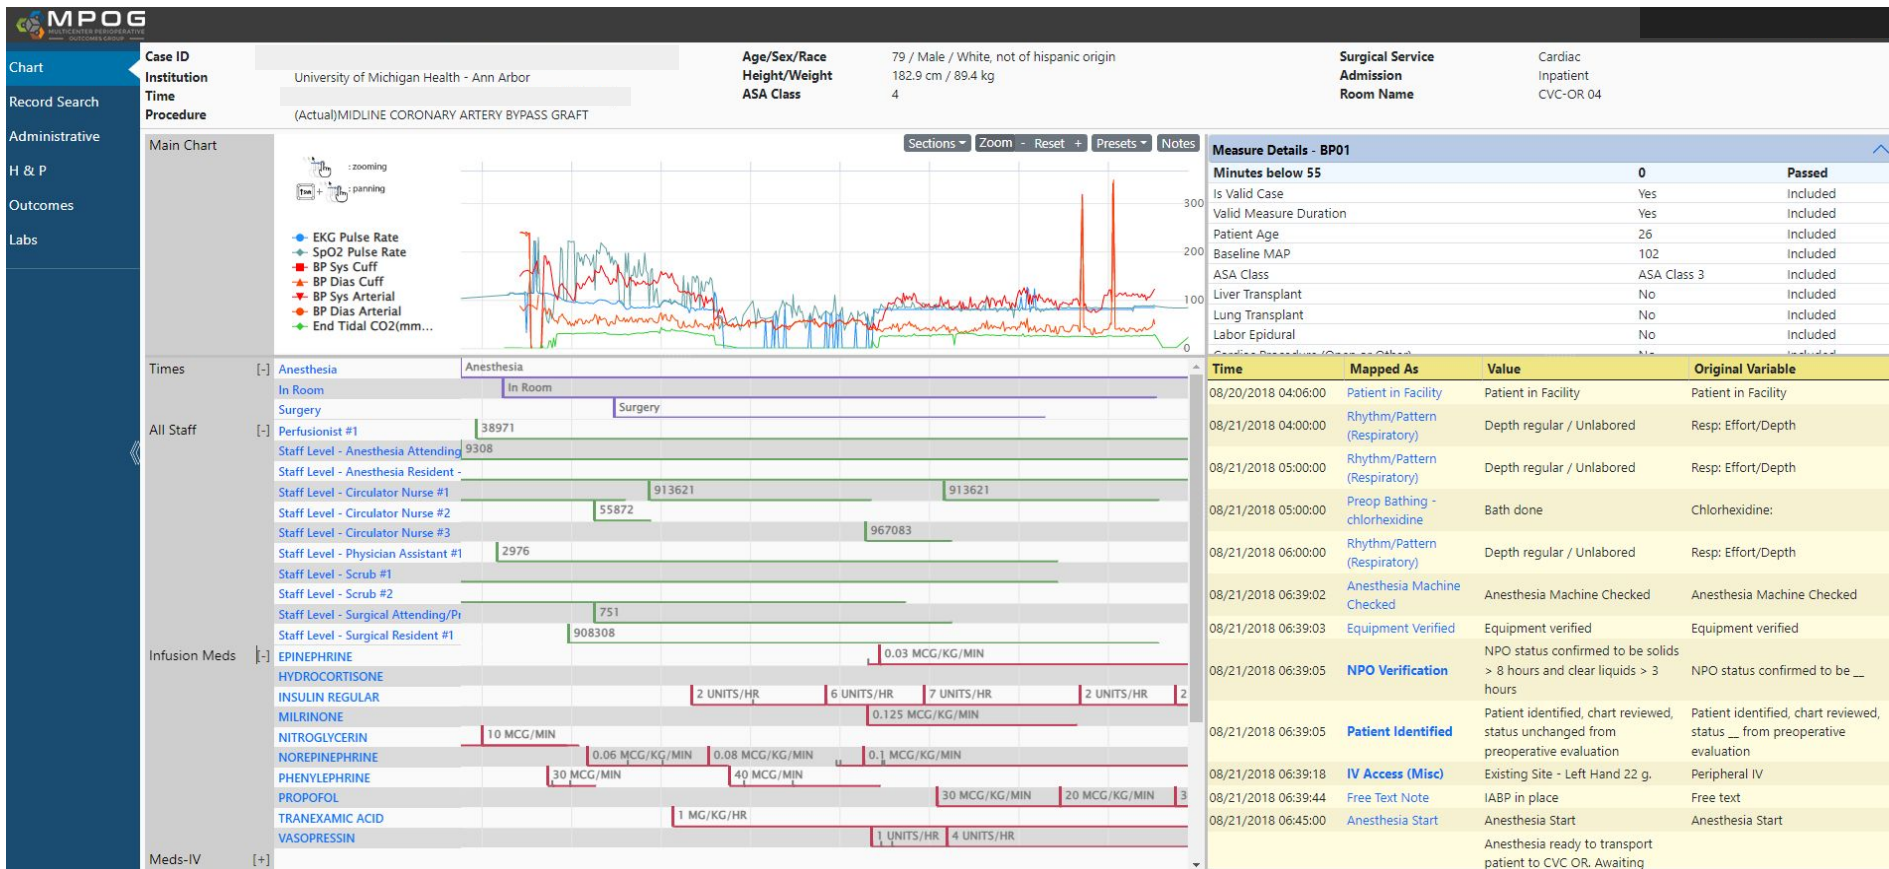 MPOG
MULTICENTER PERIOPERATIVE
OUTCOMES GROUP
Chart
Record Search
Administrative
H & P
Outcomes
Labs
Case ID
Institution University of Michigan Health - Ann Arbor
Time
Procedure (Actual)MIDLINE CORONARY ARTERY BYPASS GRAFT
Age/Sex/Race 79 / Male / White, not of hispanic origin
Height/Weight 182.9 cm / 89.4 kg
ASA Class 4
Surgical Service Cardiac
Admission Inpatient
Room Name CVC-OR 04
Main Chart
Sections Zoom - Reset + Presets Notes
: zooming
+ : panning
EKG Pulse Rate
SpO2 Pulse Rate
BP Sys Cuff
BP Dias Cuff
BP Sys Arterial
BP Dias Arterial
End Tidal CO2(mm...
300
200
100
0
Times [-] Anesthesia Anesthesia
In Room In Room
Surgery Surgery
All Staff [-] Perfusionist #1 38971
Staff Level - Anesthesia Attending 9308
Staff Level - Anesthesia Resident -
Staff Level - Circulator Nurse #1 913621 913621
Staff Level - Circulator Nurse #2 55872
Staff Level - Circulator Nurse #3 967083
Staff Level - Physician Assistant #1 2976
Staff Level - Scrub #1
Staff Level - Scrub #2
Staff Level - Surgical Attending/Pr 751
Staff Level - Surgical Resident #1 908308
Infusion Meds [-] EPINEPHRINE 0.03 MCG/KG/MIN
HYDROCORTISONE
INSULIN REGULAR 2 UNITS/HR 6 UNITS/HR 7 UNITS/HR 2 UNITS/HR 2
MILRINONE 0.125 MCG/KG/MIN
NITROGLYCERIN 10 MCG/MIN
NOREPINEPHRINE 0.06 MCG/KG/MIN 0.08 MCG/KG/MIN 0.1 MCG/KG/MIN
PHENYLEPHRINE 30 MCG/MIN 40 MCG/MIN
PROPOFOL 30 MCG/KG/MIN 20 MCG/KG/MIN 3
TRANEXAMIC ACID 1 MG/KG/HR
VASOPRESSIN 1 UNITS/HR 4 UNITS/HR
Meds-IV [+]
Measure Details - BP01
Minutes below 55 0 Passed
Is Valid Case Yes Included
Valid Measure Duration Yes Included
Patient Age 26 Included
Baseline MAP 102 Included
ASA Class ASA Class 3 Included
Liver Transplant No Included
Lung Transplant No Included
Labor Epidural No Included
Cardiac Procedure (Open or Other) No Included
Time Mapped As Value Original Variable
08/20/2018 04:06:00 Patient in Facility Patient in Facility Patient in Facility
08/21/2018 04:00:00 Rhythm/Pattern (Respiratory) Depth regular / Unlabored Resp: Effort/Depth
08/21/2018 05:00:00 Rhythm/Pattern (Respiratory) Depth regular / Unlabored Resp: Effort/Depth
08/21/2018 05:00:00 Preop Bathing - chlorhexidine Bath done Chlorhexidine:
08/21/2018 06:00:00 Rhythm/Pattern (Respiratory) Depth regular / Unlabored Resp: Effort/Depth
08/21/2018 06:39:02 Anesthesia Machine Checked Anesthesia Machine Checked Anesthesia Machine Checked
08/21/2018 06:39:03 Equipment Verified Equipment verified Equipment verified
08/21/2018 06:39:05 NPO Verification NPO status confirmed to be solids > 8 hours and clear liquids > 3 hours NPO status confirmed to be __
08/21/2018 06:39:05 Patient Identified Patient identified, chart reviewed, status unchanged from preoperative evaluation Patient identified, chart reviewed, status __ from preoperative evaluation
08/21/2018 06:39:18 IV Access (Misc) Existing Site - Left Hand 22 g. Peripheral IV
08/21/2018 06:39:44 Free Text Note IABP in place Free text
08/21/2018 06:45:00 Anesthesia Start Anesthesia Start Anesthesia Start
Anesthesia ready to transport
patient to CVC OR. Awaiting